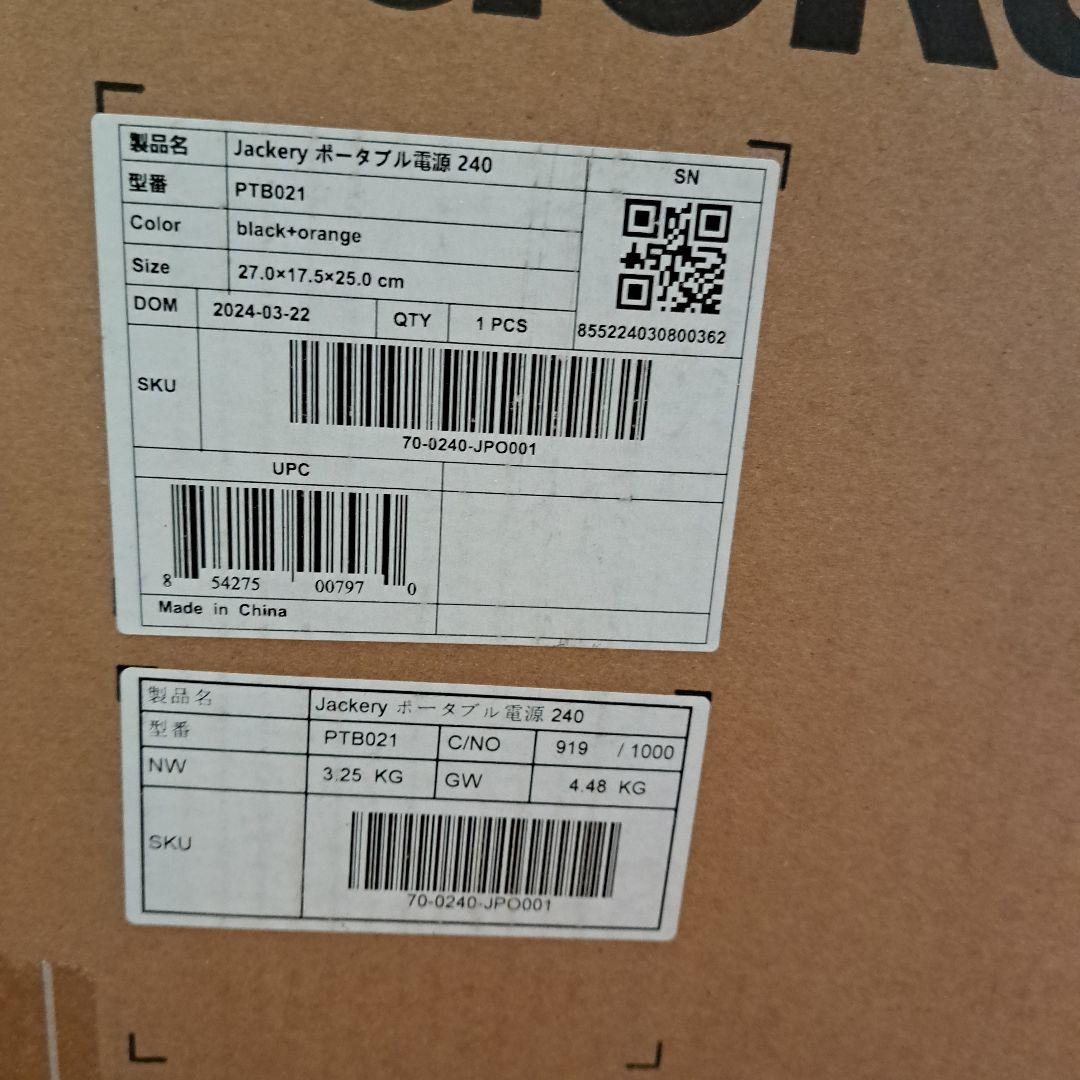 製品名 Jackery ポータブル電源 240
型番 PTB021
Color black+orange
Size 27.0×17.5×25.0 cm
DOM 2024-03-22 QTY 1 PCS
SN
855224030800362
SKU
70-0240-JPO001
UPC
8 54275 00797 0
Made in China
製品名 Jackery ポータブル電源 240
型番 PTB021 C/NO 919 / 1000
NW 3.25 KG GW 4.48 KG
SKU
70-0240-JPO001